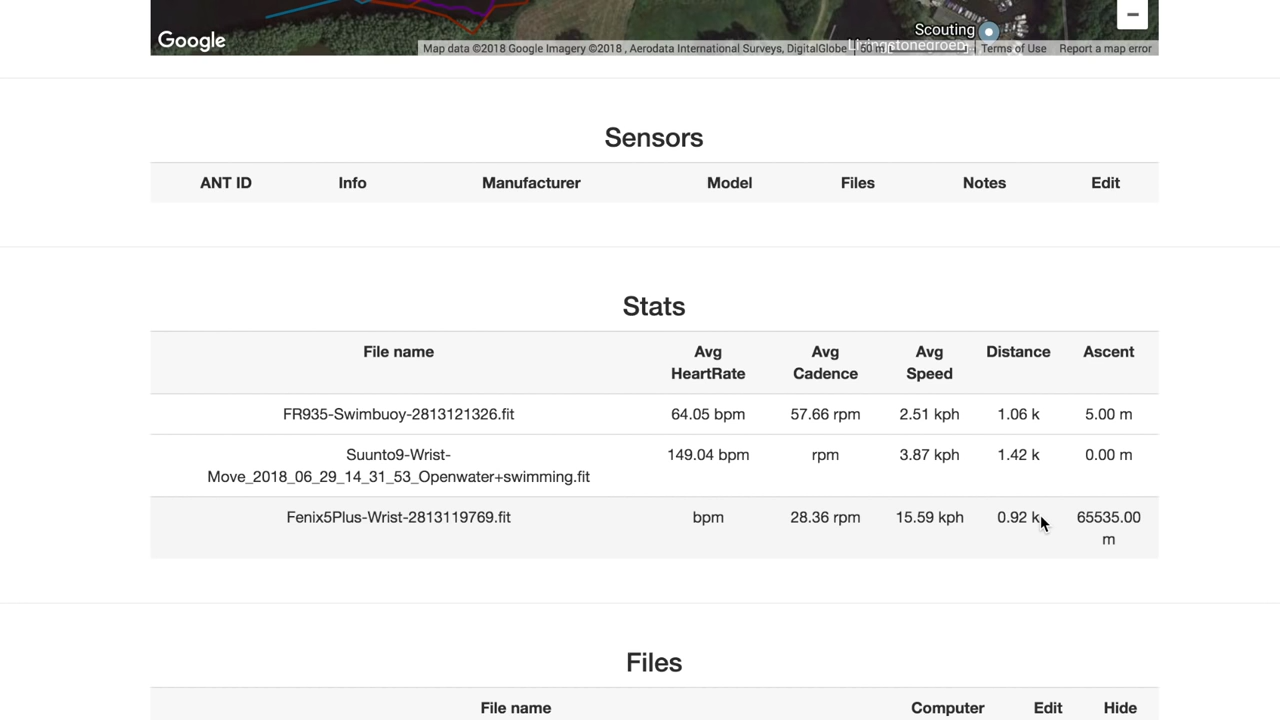 Scouting
Livingstonegroep
Google
Map data ©2018 Google Imagery ©2018 , Aerodata International Surveys, DigitalGlobe
50 m
Terms of Use
Report a map error
Sensors
ANT ID Info Manufacturer Model Files Notes Edit
Stats
File name Avg HeartRate Avg Cadence Avg Speed Distance Ascent
FR935-Swimbuoy-2813121326.fit 64.05 bpm 57.66 rpm 2.51 kph 1.06 k 5.00 m
Suunto9-Wrist-
Move_2018_06_29_14_31_53_Openwater+swimming.fit 149.04 bpm rpm 3.87 kph 1.42 k 0.00 m
Fenix5Plus-Wrist-2813119769.fit bpm 28.36 rpm 15.59 kph 0.92 k 65535.00 m
Files
File name Computer Edit Hide